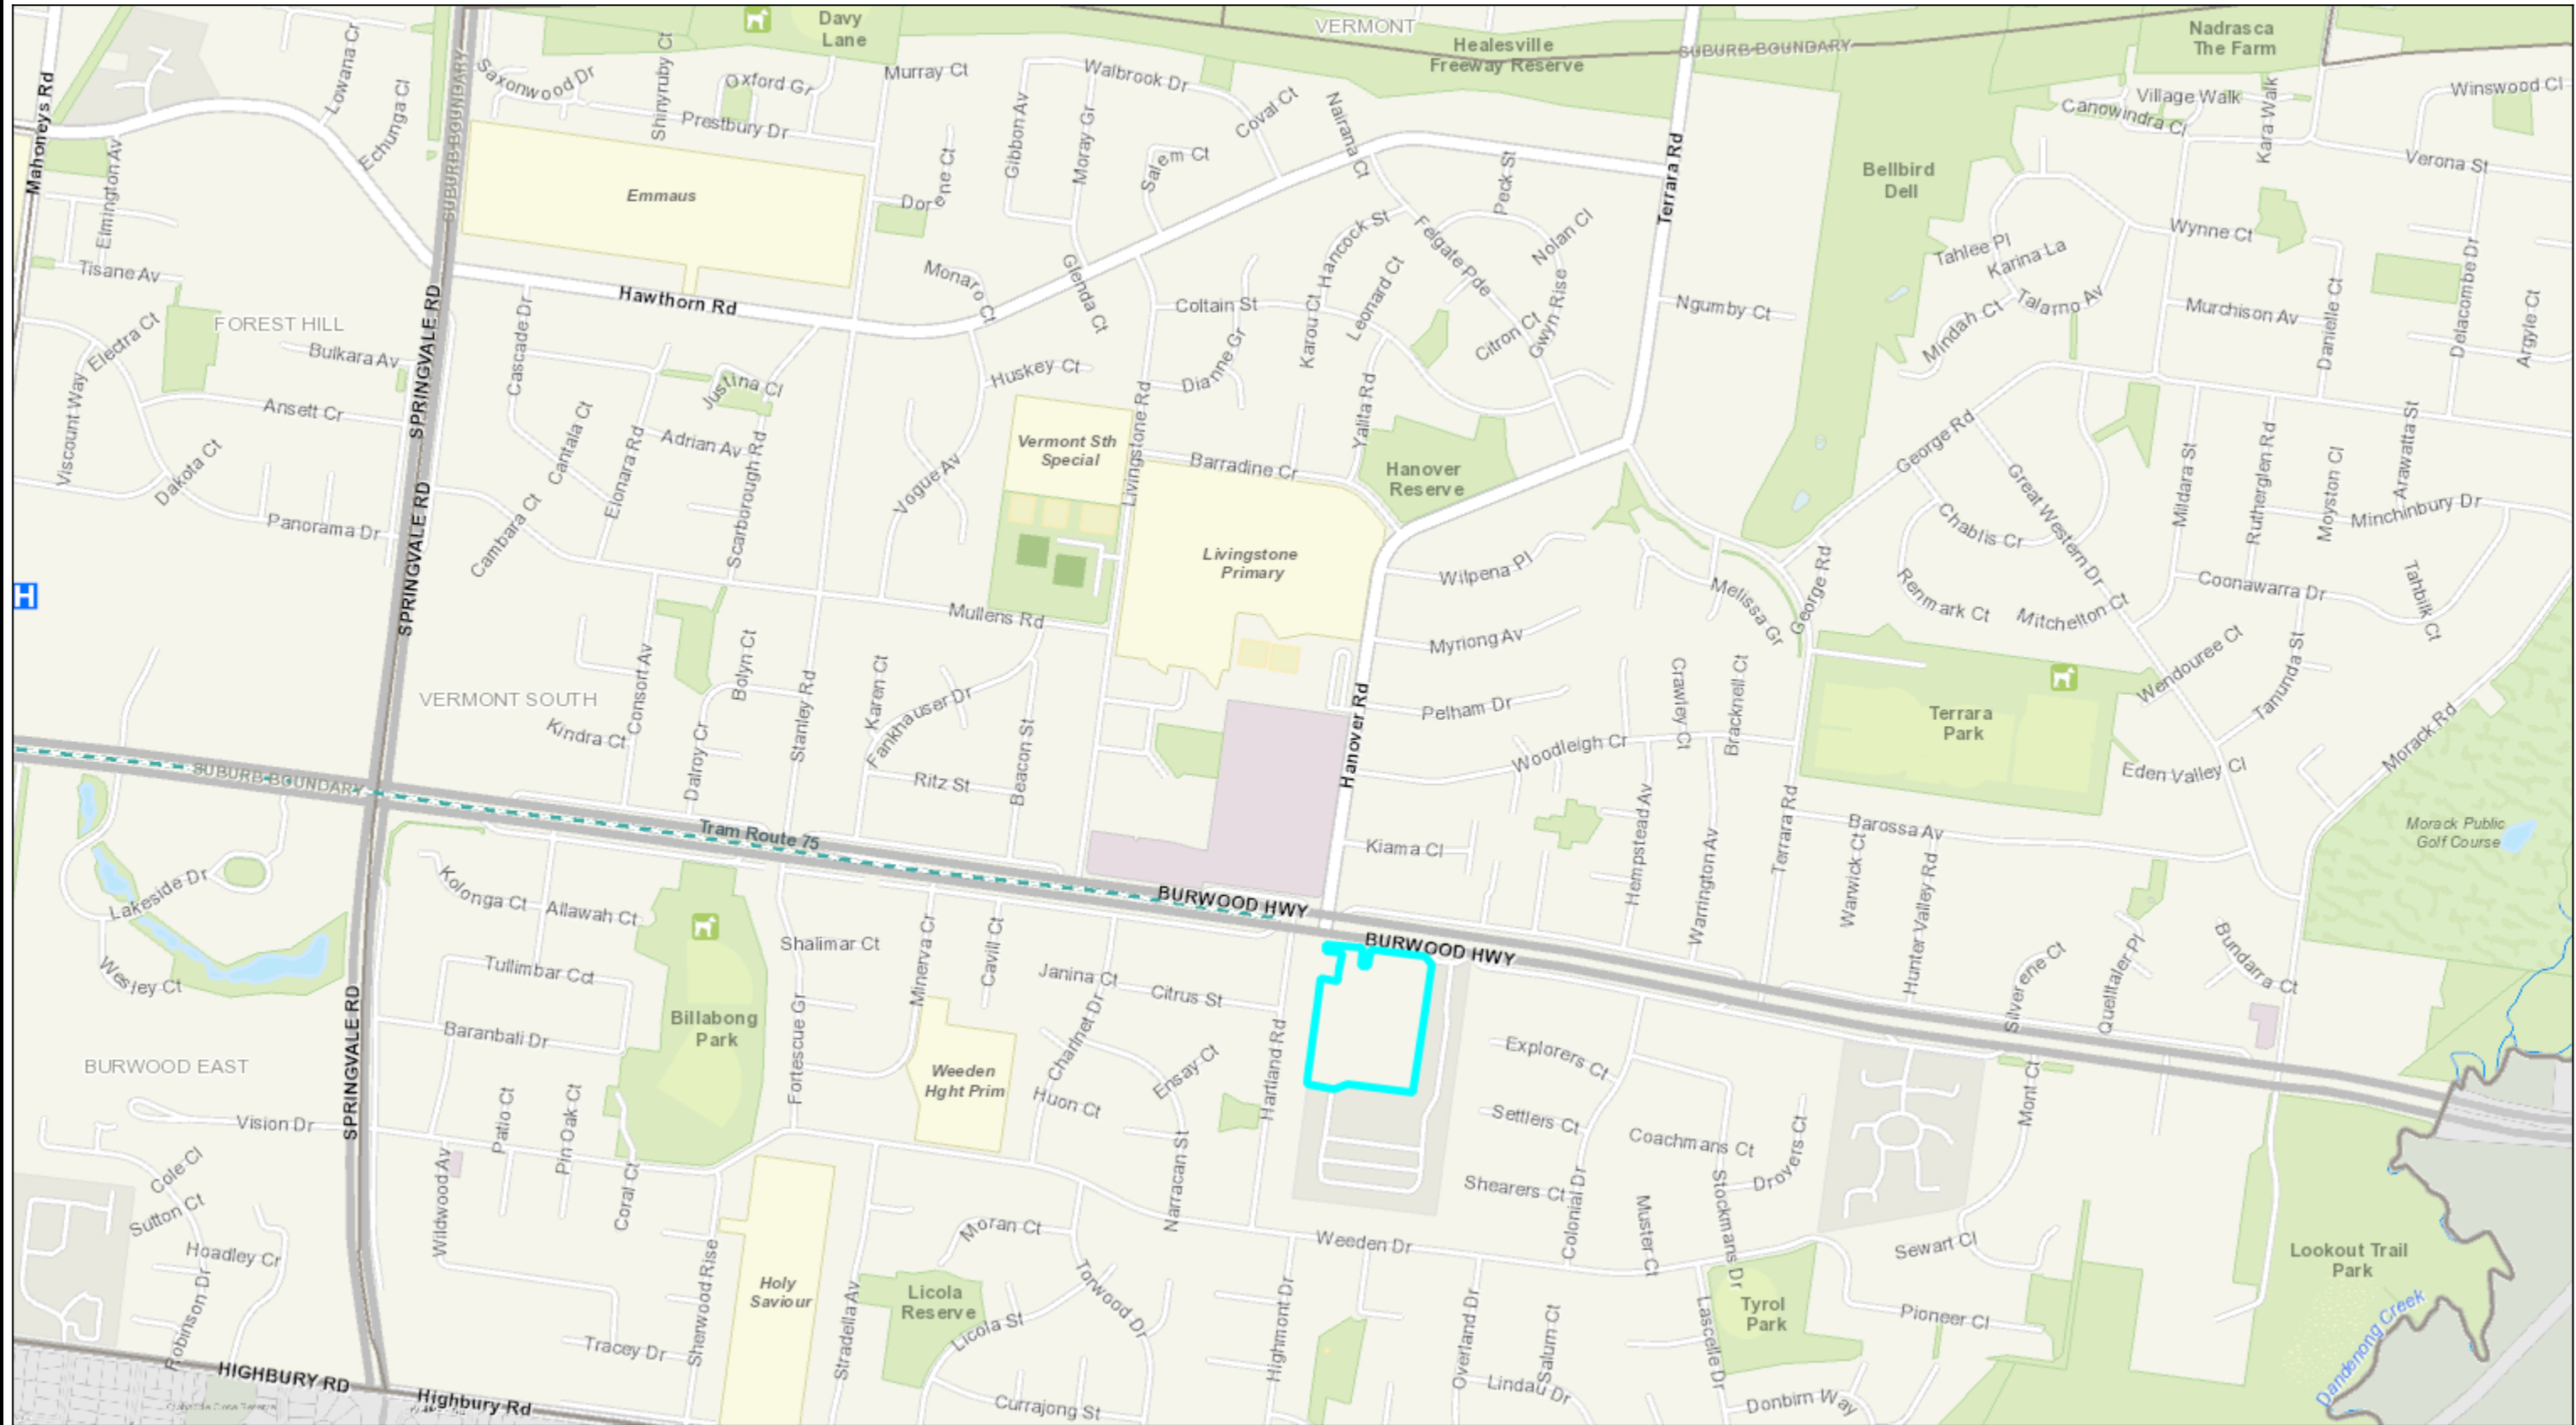 Davy
Lane
VERMONT
Healesville
Freeway Reserve
SUBURB BOUNDARY
Nadrasca
The Farm
Mahoneys Rd
Lowana Cr
Echunga Cl
SUBURB BOUNDARY
SUBURB BOUNDARY
Saxonwood Dr
Shinyruby Ct
Oxford Gr
Prestbury Dr
Murray Ct
Walbrook Dr
Gibbon Av
Moray Gr
Coval Ct
Nairana Ct
Salem Ct
Dorene Ct
Peck St
Terrara Rd
Bellbird
Dell
Village Walk
Canowindra Cl
Kara Walk
Winswood Cl
Verona St
Elmington Av
Emmaus
Tisane Av
Hancock St
Felgate Pde
Nolan Cl
Tahlee Pl
Karina La
Wynne Ct
Delacombe Dr
Monaro Ct
Glenda Ct
Hawthorn Rd
Coltain St
Karou Ct
Leonard Ct
Citron Ct
Gwyn Rise
Ngumby Ct
Mindah Ct
Talarno Av
Murchison Av
Danielle Ct
Argyle Ct
FOREST HILL
Electra Ct
Bulkara Av
SPRINGVALE RD
Cascade Dr
Justina Cl
Huskey Ct
Dianne Gr
Viscount Way
Ansett Cr
Cantala Ct
Adrian Av
Livingstone Rd
Yalita Rd
Dakota Ct
Elonara Rd
Scarborough Rd
Vogue Av
Vermont Sth
Special
Barradine Cr
Hanover
Reserve
George Rd
Great Western Dr
Mildara St
Rutherglen Rd
Moyston Cl
Arawatta St
Minchinbury Dr
Panorama Dr
SPRINGVALE RD
Cambara Ct
Chablis Cr
Livingstone
Primary
Wilpena Pl
Melissa Gr
George Rd
Renmark Ct
Mitchelton Ct
Coonawarra Dr
Tahbilk Ct
H
Mullens Rd
Myriong Av
Wendouree Ct
Tanunda St
Consort Av
Bolyn Ct
Stanley Rd
Karen Ct
Fankhauser Dr
VERMONT SOUTH
Kindra Ct
Dalroy Cr
Ritz St
Beacon St
Hanover Rd
Pelham Dr
Woodleigh Cr
Crawley Ct
Bracknell Ct
Terrara
Park
Eden Valley Cl
Morack Rd
SUBURB BOUNDARY
Tram Route 75
Kiama Cl
Hempstead Av
Warrington Av
Terrara Rd
Barossa Av
Warwick Ct
Hunter Valley Rd
Morack Public
Golf Course
Lakeside Dr
Kolonga Ct
Allawah Ct
BURWOOD HWY
BURWOOD HWY
Shalimar Ct
Minerva Cr
Cavill Ct
Wesley Ct
Tullimbar Cct
Janina Ct
Citrus St
Silverene Ct
Quelltaler Pl
Bundarra Ct
SPRINGVALE RD
Baranbali Dr
Billabong
Park
Fortescue Gr
Charlnet Dr
Hartland Rd
Explorers Ct
BURWOOD EAST
Weeden
Hght Prim
Ensay Ct
Huon Ct
Mont Ct
Vision Dr
Patio Ct
Pin Oak Ct
Settlers Ct
Coachmans Ct
Drovers Ct
Cole Cl
Sutton Ct
Wildwood Av
Coral Ct
Narracan St
Shearers Ct
Colonial Dr
Muster Ct
Stockmans Dr
Hoadley Cr
Moran Ct
Weeden Dr
Sewart Cl
Lookout Trail
Park
Robinson Dr
Sherwood Rise
Holy
Saviour
Stradella Av
Licola
Reserve
Torwood Dr
Highmont Dr
Overland Dr
Salum Ct
Lascelle Dr
Tyrol
Park
Pioneer Cl
Tracey Dr
Licola St
Dandenong Creek
HIGHBURY RD
Highbury Rd
Currajong St
Lindau Dr
Donbirn Way